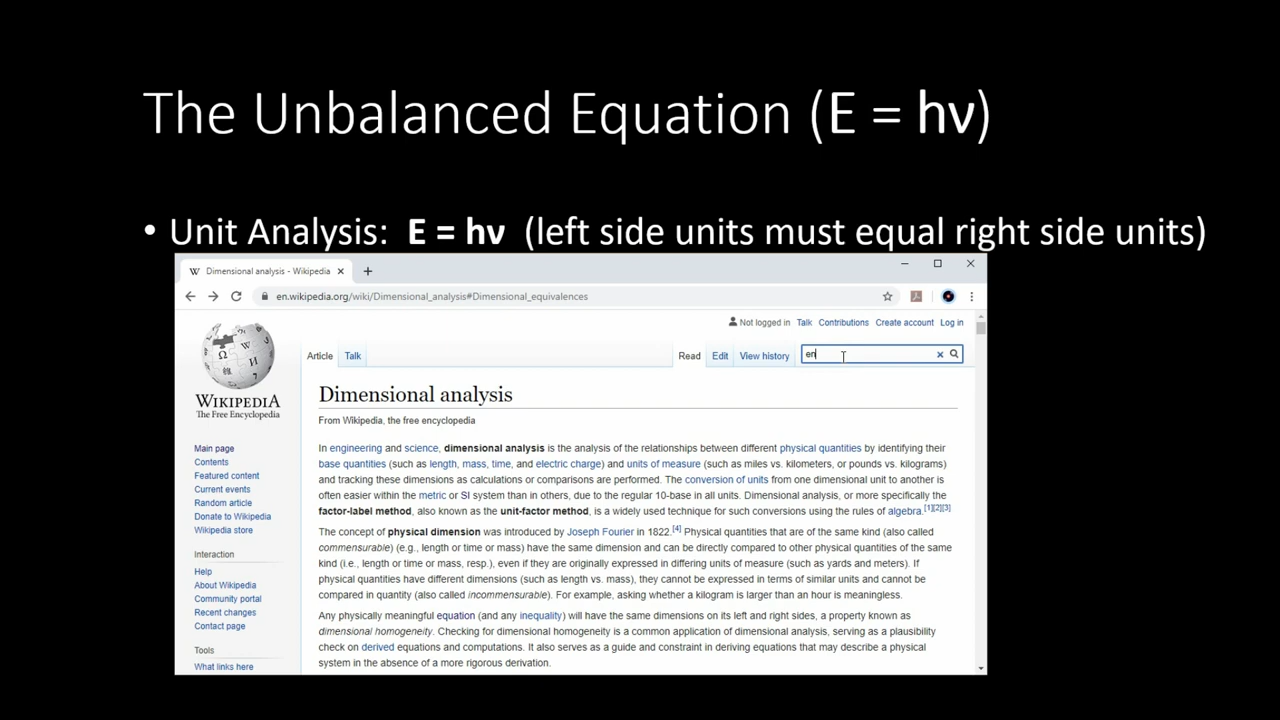 The Unbalanced Equation (E = hν)
• Unit Analysis: E = hν (left side units must equal right side units)
Dimensional analysis - Wikipedia
en.wikipedia.org/wiki/Dimensional_analysis#Dimensional_equivalences
Not logged in Talk Contributions Create account Log in
Article Talk Read Edit View history en
WIKIPEDIA
The Free Encyclopedia
Main page
Contents
Featured content
Current events
Random article
Donate to Wikipedia
Wikipedia store
Interaction
Help
About Wikipedia
Community portal
Recent changes
Contact page
Tools
What links here
Dimensional analysis
From Wikipedia, the free encyclopedia
In engineering and science, dimensional analysis is the analysis of the relationships between different physical quantities by identifying their
base quantities (such as length, mass, time, and electric charge) and units of measure (such as miles vs. kilometers, or pounds vs. kilograms)
and tracking these dimensions as calculations or comparisons are performed. The conversion of units from one dimensional unit to another is
often easier within the metric or SI system than in others, due to the regular 10-base in all units. Dimensional analysis, or more specifically the
factor-label method, also known as the unit-factor method, is a widely used technique for such conversions using the rules of algebra.[1][2][3]
The concept of physical dimension was introduced by Joseph Fourier in 1822.[4] Physical quantities that are of the same kind (also called
commensurable) (e.g., length or time or mass) have the same dimension and can be directly compared to other physical quantities of the same
kind (i.e., length or time or mass, resp.), even if they are originally expressed in differing units of measure (such as yards and meters). If
physical quantities have different dimensions (such as length vs. mass), they cannot be expressed in terms of similar units and cannot be
compared in quantity (also called incommensurable). For example, asking whether a kilogram is larger than an hour is meaningless.
Any physically meaningful equation (and any inequality) will have the same dimensions on its left and right sides, a property known as
dimensional homogeneity. Checking for dimensional homogeneity is a common application of dimensional analysis, serving as a plausibility
check on derived equations and computations. It also serves as a guide and constraint in deriving equations that may describe a physical
system in the absence of a more rigorous derivation.